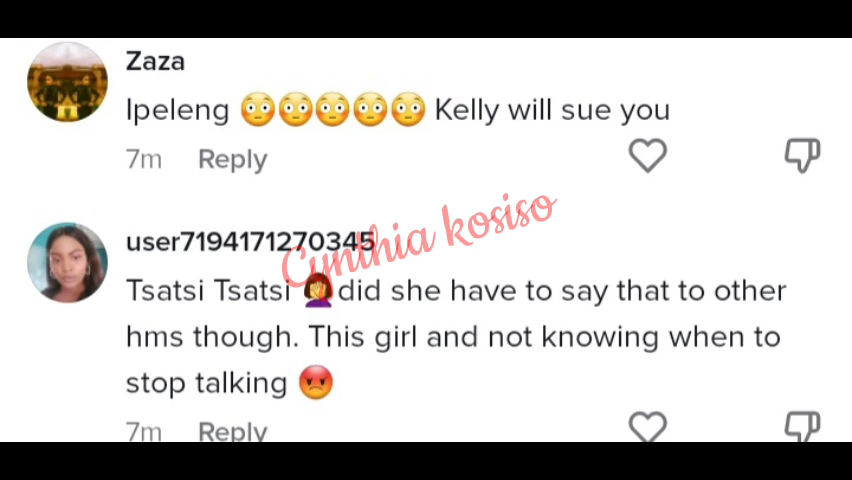 Zaza
Ipeleng 😳😳😳😳😳 Kelly will sue you
7m Reply
user7194171270345
Cynthia kosiso
Tsatsi Tsatsi 🤦did she have to say that to other
hms though. This girl and not knowing when to
stop talking 😡
7m Reply